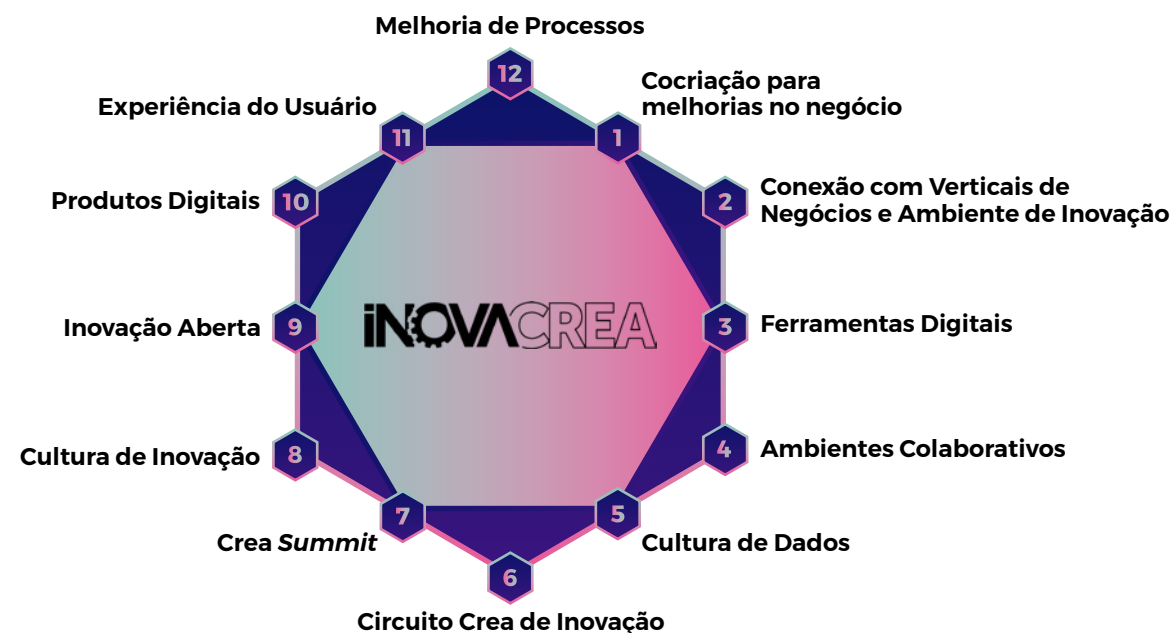 Melhoria de Processos
12
Cocriação para
melhorias no negócio
1
Conexão com Verticais de
Negócios e Ambiente de Inovação
2
Ferramentas Digitais
3
Ambientes Colaborativos
4
Cultura de Dados
5
Circuito Crea de Inovação
6
Crea Summit
7
Cultura de Inovação
8
Inovação Aberta
9
Produtos Digitais
10
Experiência do Usuário
11
iNOVACREA